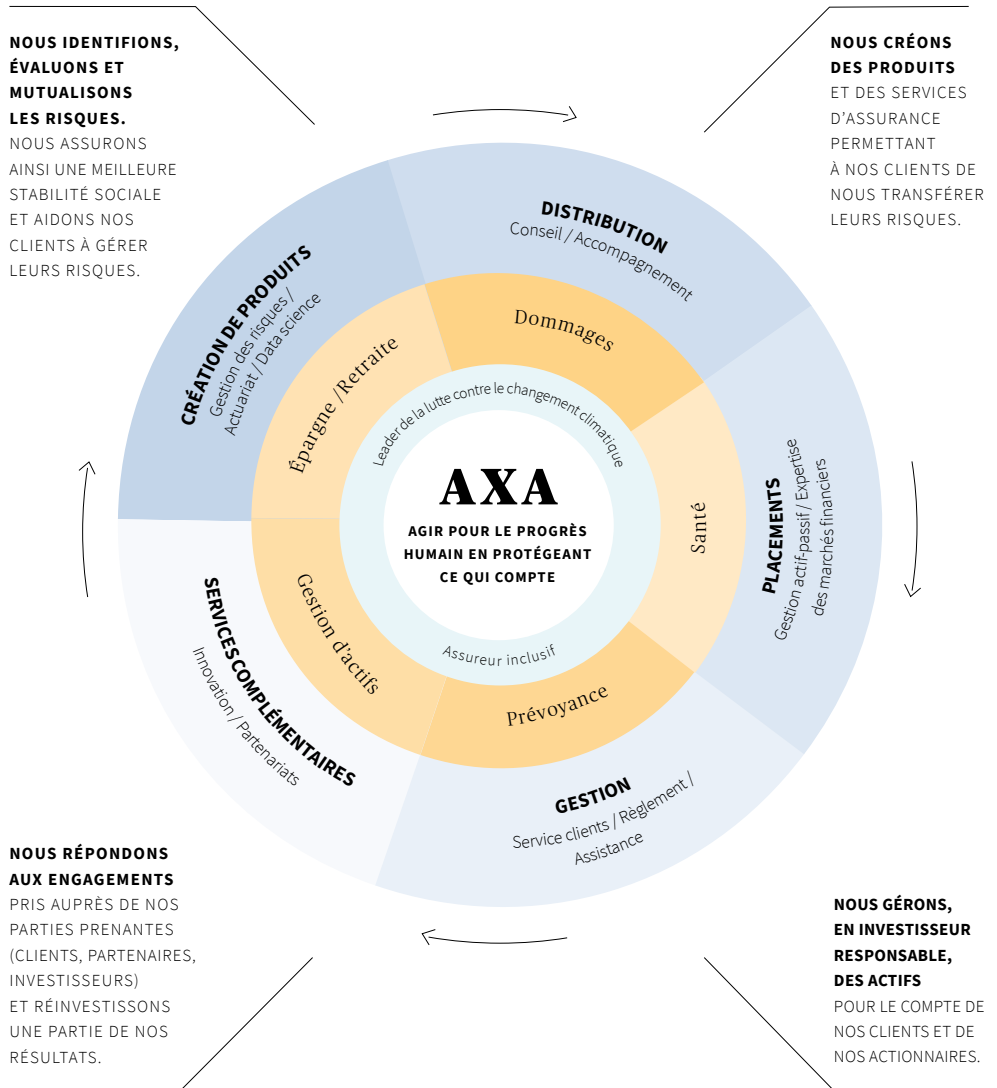 NOUS IDENTIFIONS,
ÉVALUONS ET
MUTUALISONS
LES RISQUES.
NOUS ASSURONS
AINSI UNE MEILLEURE
STABILITÉ SOCIALE
ET AIDONS NOS
CLIENTS À GÉRER
LEURS RISQUES.
NOUS CRÉONS
DES PRODUITS
ET DES SERVICES
D'ASSURANCE
PERMETTANT
À NOS CLIENTS DE
NOUS TRANSFÉRER
LEURS RISQUES.
CRÉATION DE PRODUITS
Gestion des risques /
Actuariat / Data science
DISTRIBUTION
Conseil / Accompagnement
PLACEMENTS
Gestion actif-passif / Expertise
des marchés financiers
GESTION
Service clients / Règlement /
Assistance
SERVICES COMPLÉMENTAIRES
Innovation / Partenariats
Épargne /Retraite
Dommages
Santé
Prévoyance
Gestion d'actifs
Leader de la lutte contre le changement climatique
AXA
AGIR POUR LE PROGRÈS
HUMAIN EN PROTÉGEANT
CE QUI COMPTE
Assureur inclusif
NOUS RÉPONDONS
AUX ENGAGEMENTS
PRIS AUPRÈS DE NOS
PARTIES PRENANTES
(CLIENTS, PARTENAIRES,
INVESTISSEURS)
ET RÉINVESTISSONS
UNE PARTIE DE NOS
RÉSULTATS.
NOUS GÉRONS,
EN INVESTISSEUR
RESPONSABLE,
DES ACTIFS
POUR LE COMPTE DE
NOS CLIENTS ET DE
NOS ACTIONNAIRES.